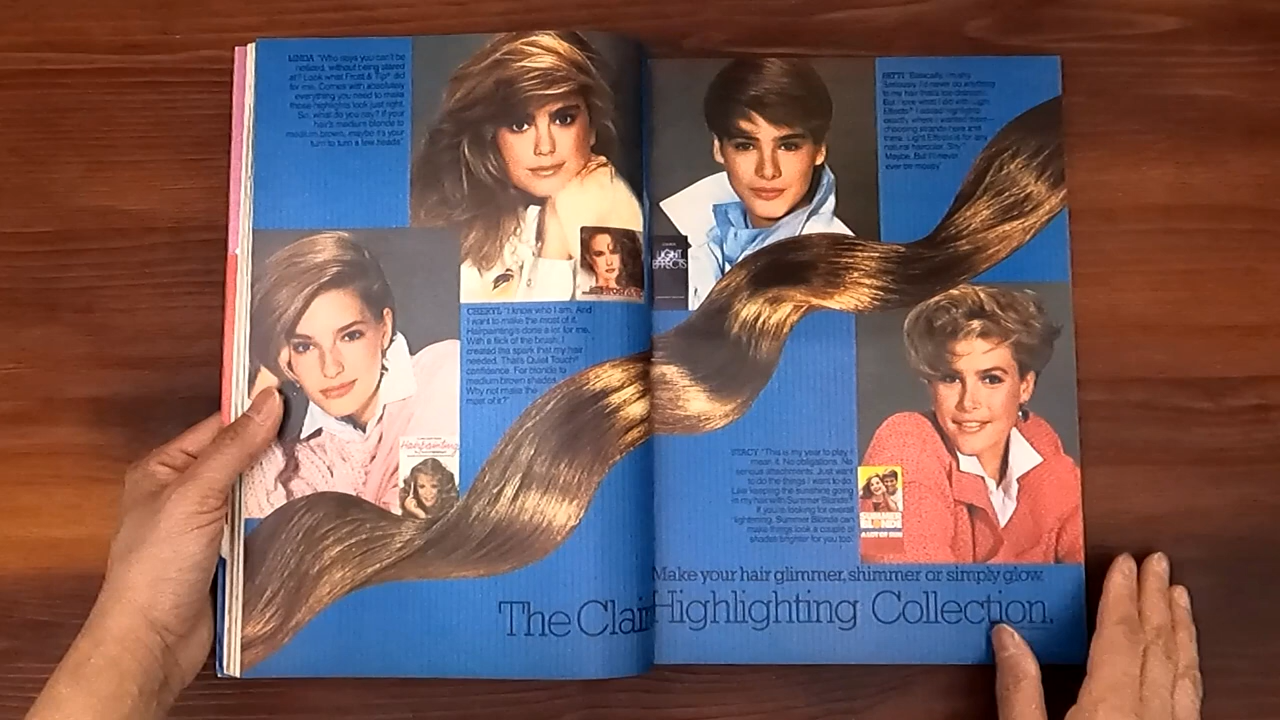 LINDA "Who says you can't be
noticed, without being stared
at? Look what Frost & Tip® did
for me. Comes with absolutely
everything you need to make
those highlights look just right.
So, what do you say? If your
hair's medium blonde to
medium brown, maybe it's your
turn to turn a few heads."
CHERYL "I know who I am. And
I want to make the most of it.
Hairpainting's done a lot for me.
With a flick of the brush, I
created the spark that my hair
needed. That's Quiet Touch®
confidence. For blonde to
medium brown shades.
Why not make the
most of it?"
Hairpainting
PATTI "Basically, I'm shy.
Seriously I'd never do anything
to my hair that's too drastic.
But I love what I did with Light
Effects® I added highlights
exactly where I wanted them—
choosing strands here and
there. Light Effects is for any
natural haircolor. Shy?
Maybe. But I'll never
ever be mousy."
LIGHT
EFFECTS
"This is my year to play. I
mean it. No obligations. No
serious attachments. Just want
to do the things I want to do.
Like keeping the sunshine going
in my hair with Summer Blonde®
If you're looking for overall
lightening, Summer Blonde can
make things look a couple of
shades brighter for you too."
SUMMER
BLONDE
A LOT OF SUN
Make your hair glimmer, shimmer or simply glow.
The Clair Highlighting Collection.